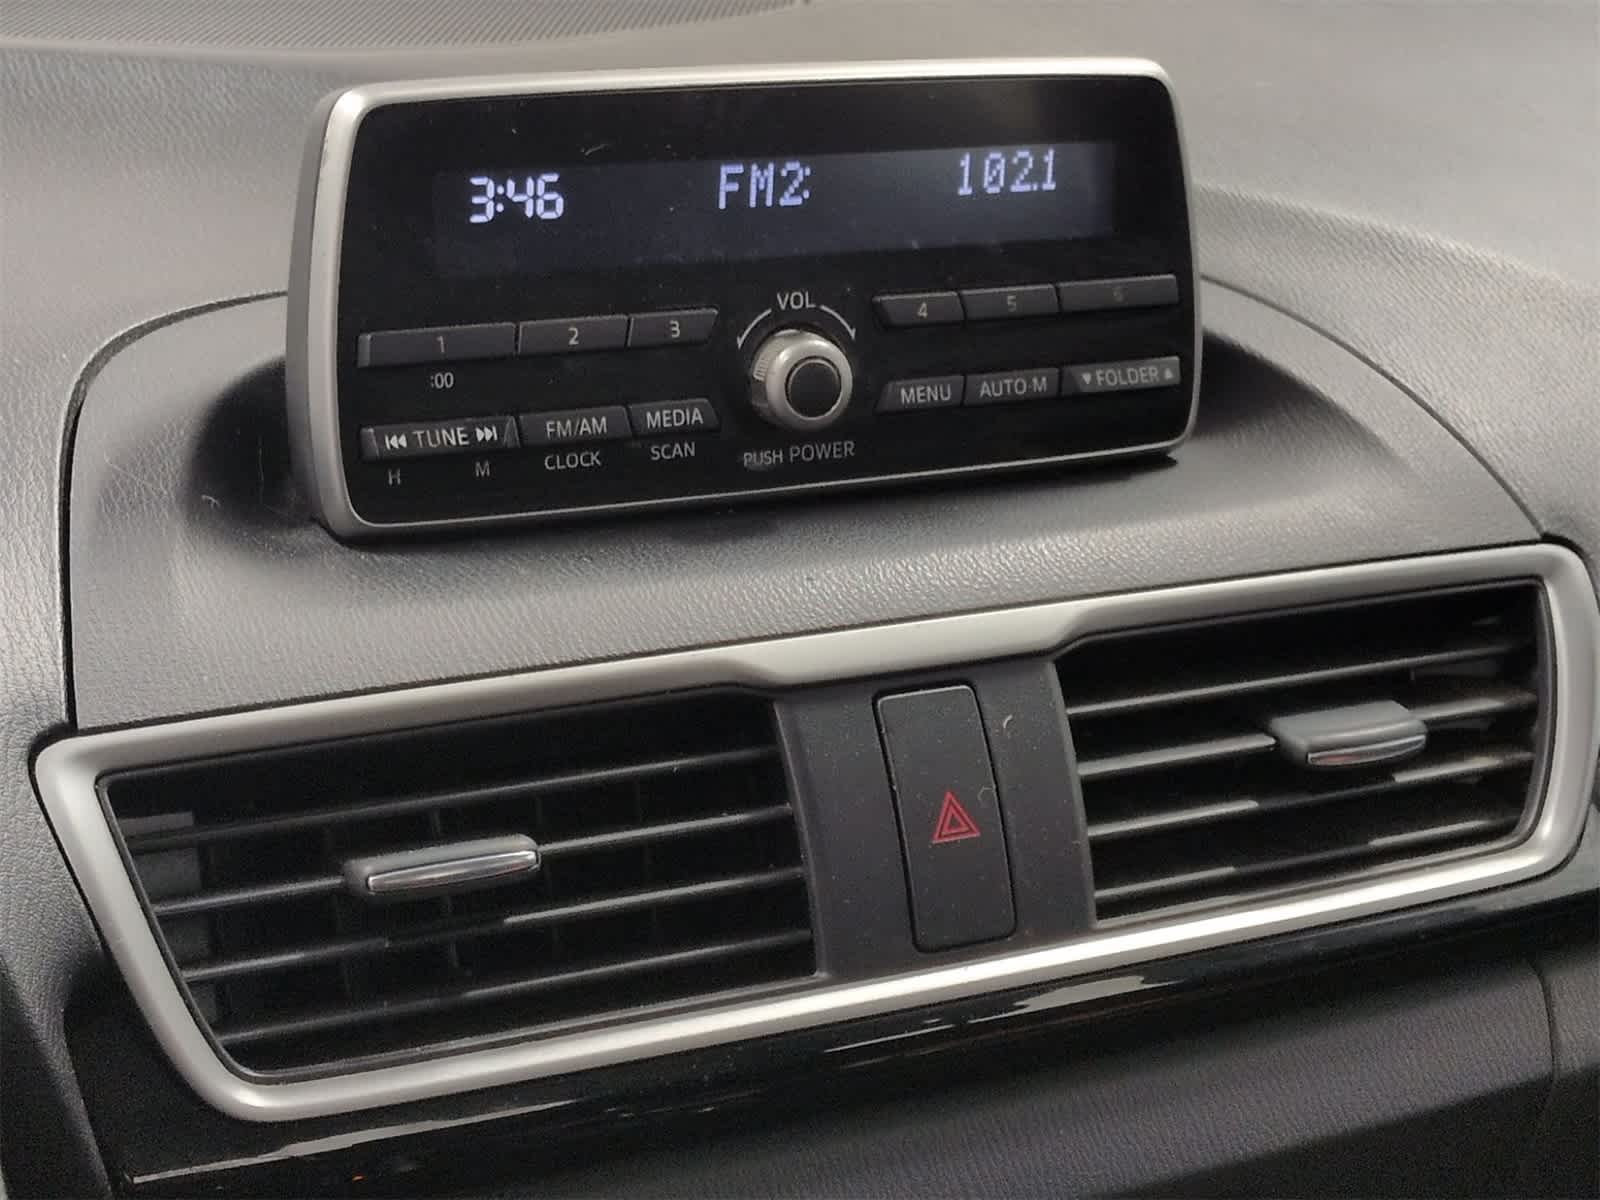 3:46 FM2: 102.1
VOL
1 2 3 4 5 6
:00
⏮ TUNE ⏭ FM/AM MEDIA MENU AUTO-M ▼FOLDER▲
H M CLOCK SCAN PUSH POWER